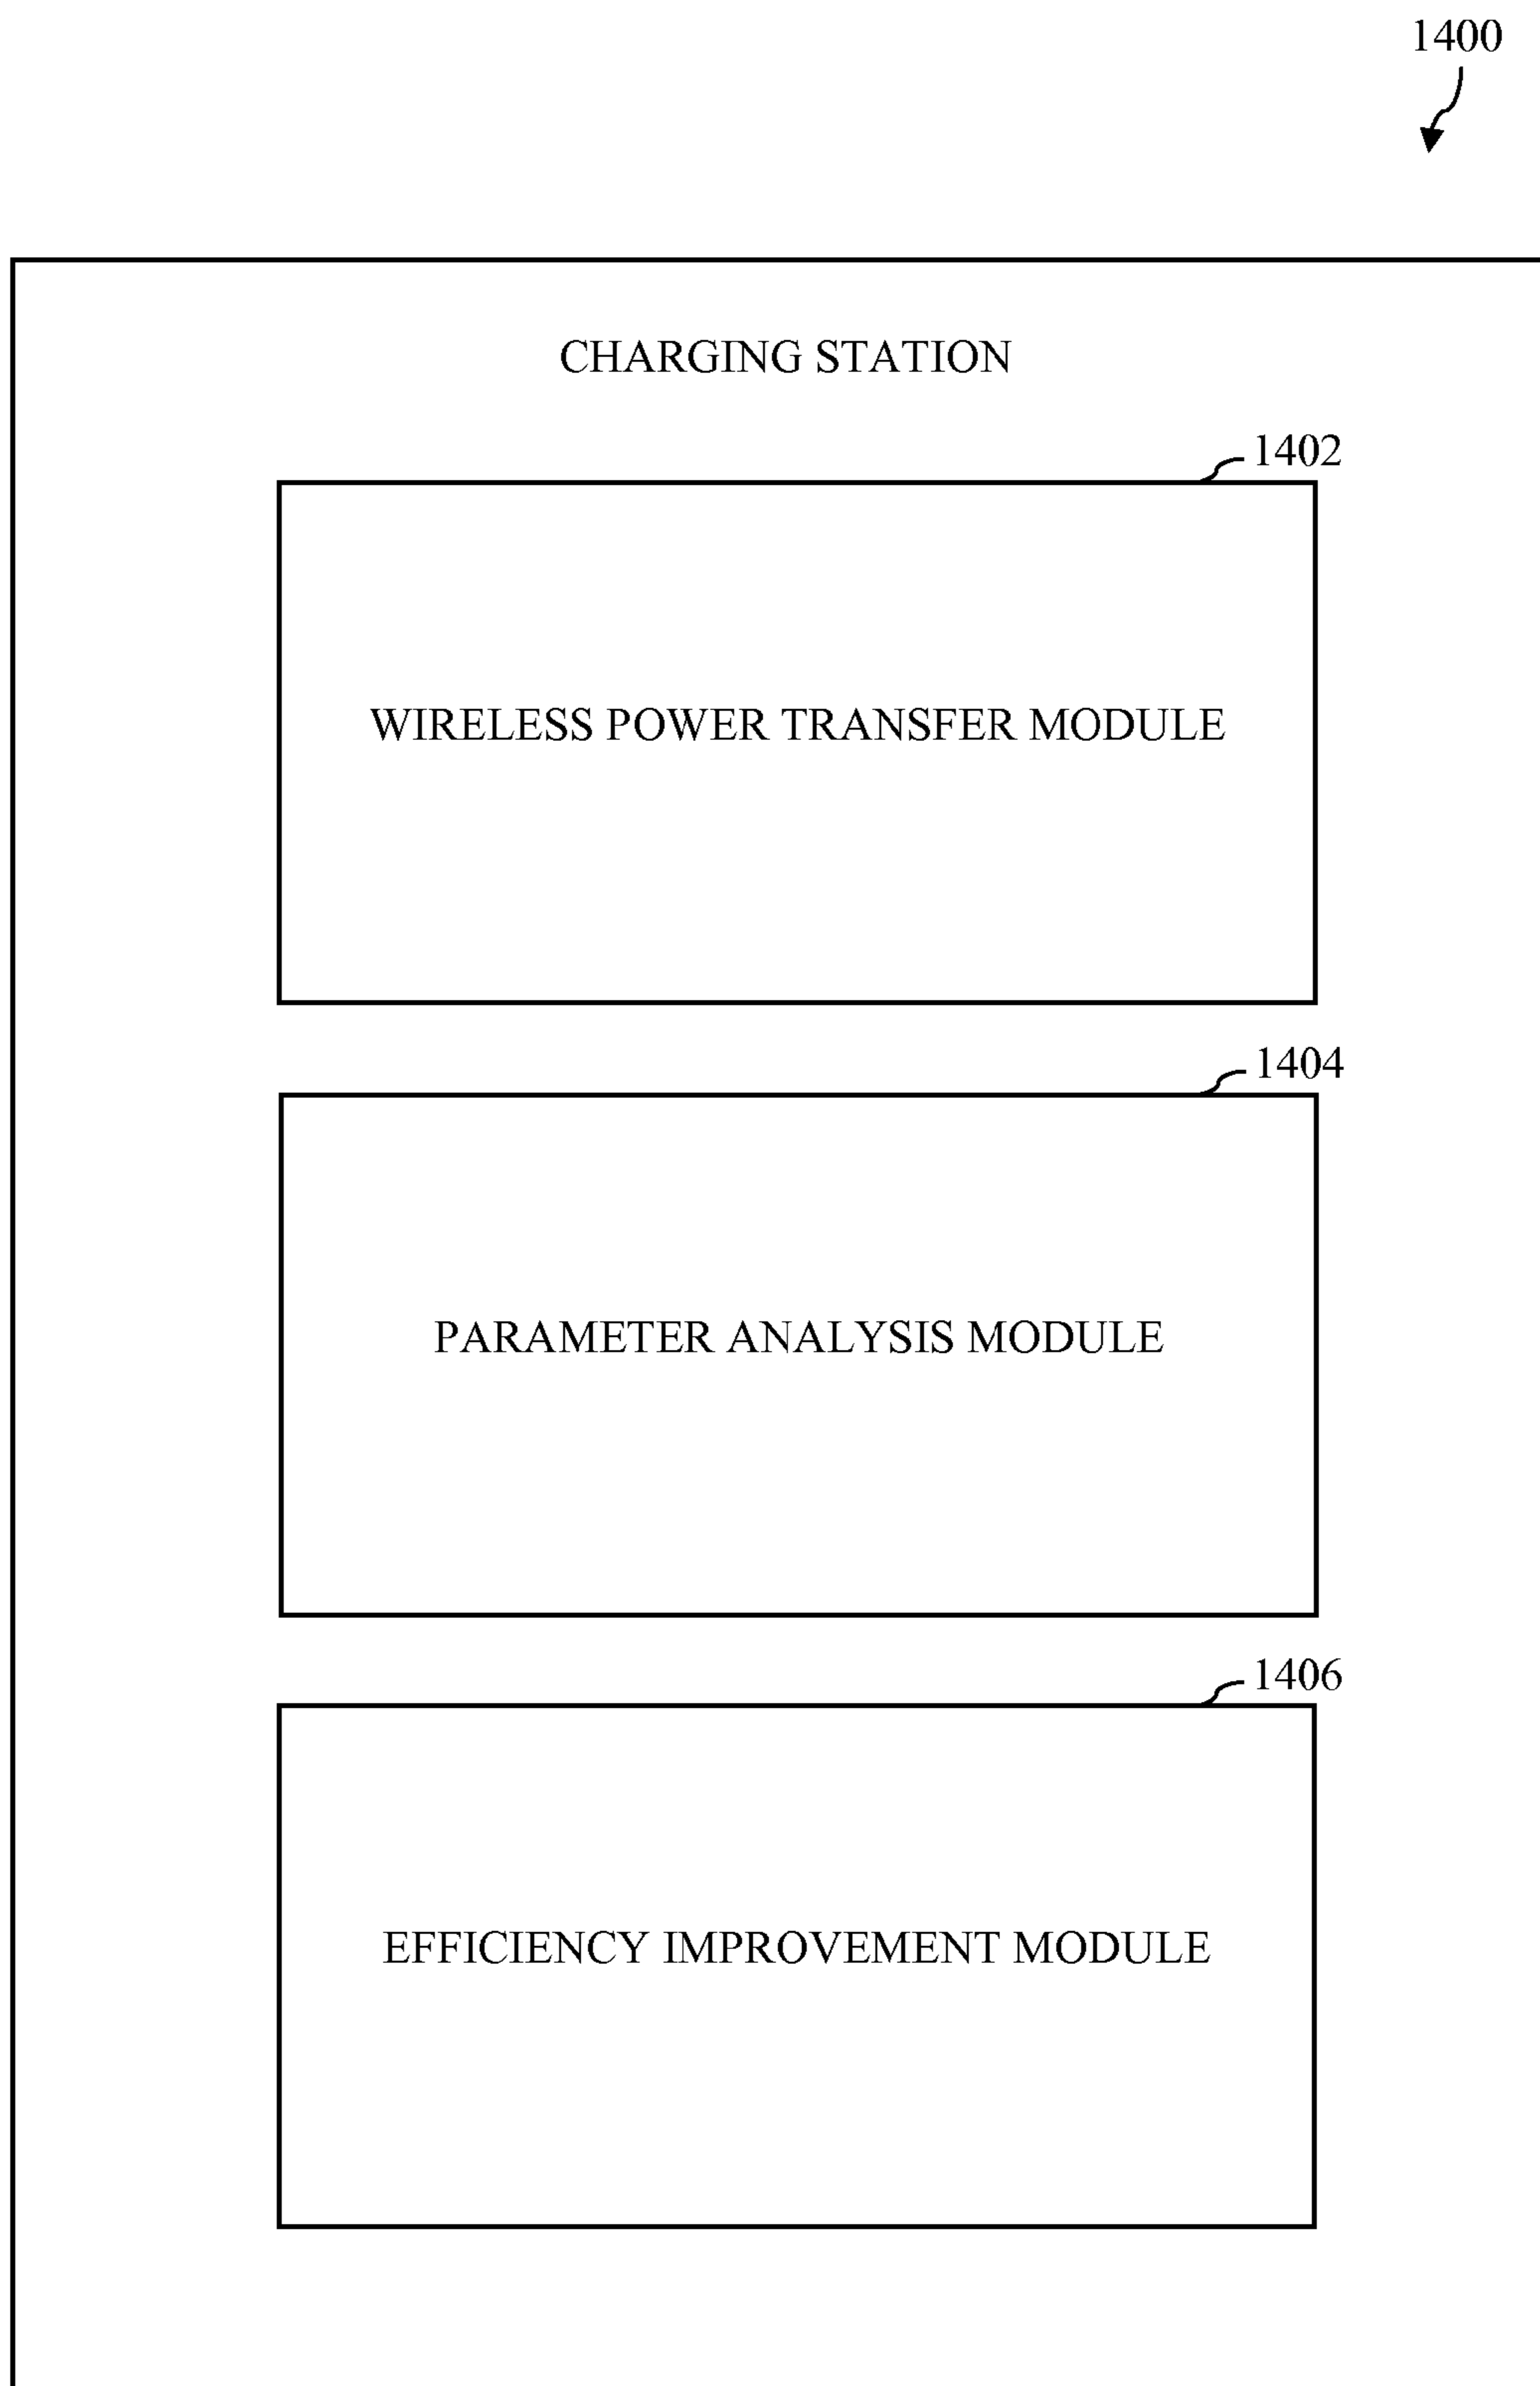 1400
CHARGING STATION
1402
WIRELESS POWER TRANSFER MODULE
1404
PARAMETER ANALYSIS MODULE
1406
EFFICIENCY IMPROVEMENT MODULE